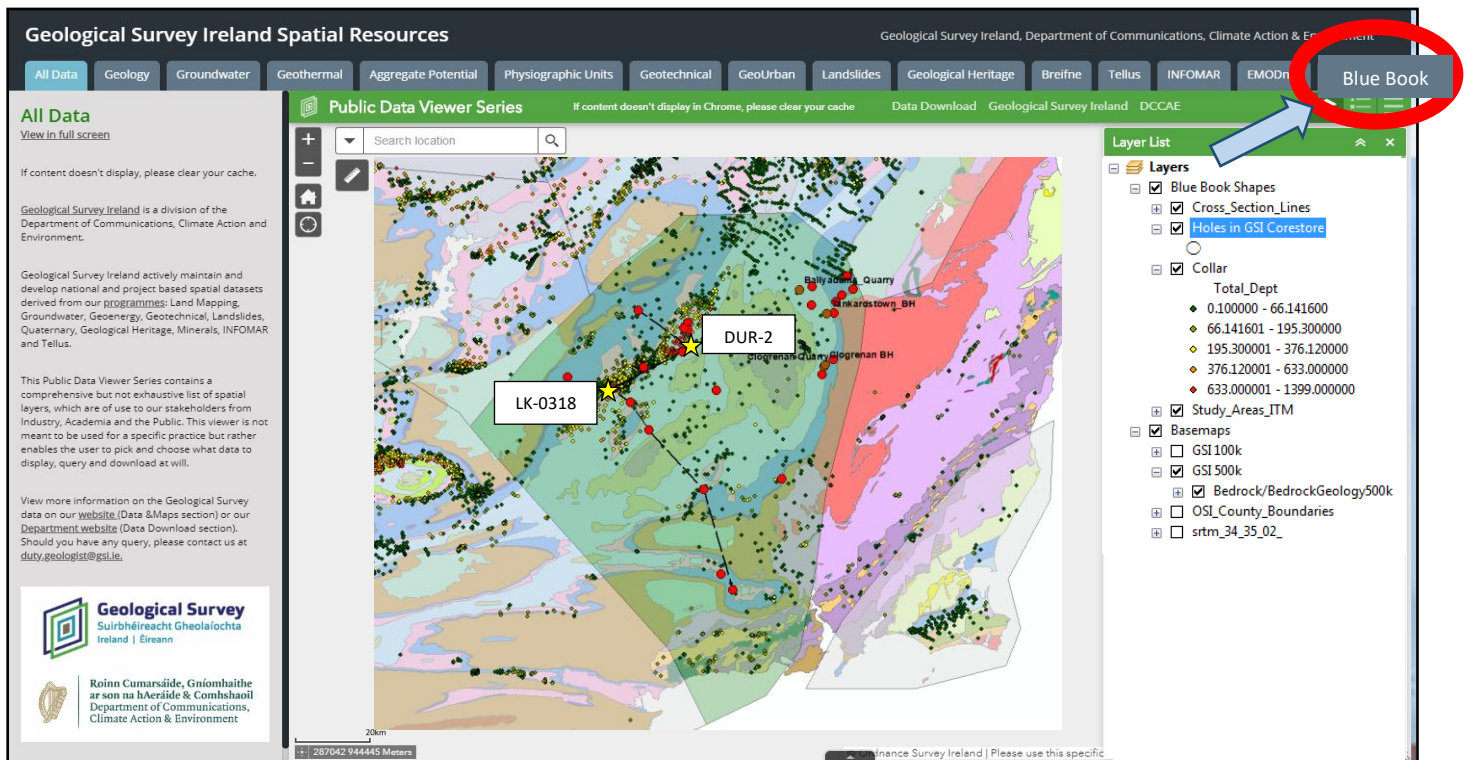 Geological Survey Ireland Spatial Resources
Geological Survey Ireland, Department of Communications, Climate Action & Environment
All Data
Geology
Groundwater
Geothermal
Aggregate Potential
Physiographic Units
Geotechnical
GeoUrban
Landslides
Geological Heritage
Breifne
Tellus
INFOMAR
Blue Book
All Data
View in full screen
If content doesn't display, please clear your cache.
Geological Survey Ireland is a division of the
Department of Communications, Climate Action and
Environment.
Geological Survey Ireland actively maintain and
develop national and project based spatial datasets
derived from our programmes: Land Mapping,
Groundwater, Geoenergy, Geotechnical, Landslides,
Quaternary, Geological Heritage, Minerals, INFOMAR
and Tellus.
This Public Data Viewer Series contains a
comprehensive but not exhaustive list of spatial
layers, which are of use to our stakeholders from
Industry, Academia and the Public. This viewer is not
meant to be used for a specific practice but rather
enables the user to pick and choose what data to
display, query and download at will.
View more information on the Geological Survey
data on our website (Data &Maps section) or our
Department website (Data Download section).
Should you have any query, please contact us at
duty.geologist@gsi.ie.
Geological Survey
Suirbhéireacht Gheolaíochta
Ireland | Éireann
Roinn Cumarsáide, Gníomhaithe
ar son na hAeráide & Comhshaoil
Department of Communications,
Climate Action & Environment
Public Data Viewer Series
If content doesn't display in Chrome, please clear your cache
Data Download Geological Survey Ireland DCCAE
+
Search location
−
Ballyadams_Quarry
Tankardstown_BH
DUR-2
Clogrenan Quarry
Clogrenan BH
LK-0318
20km
287042 944445 Meters
Ordnance Survey Ireland | Please use this specific
Layer List
Layers
Blue Book Shapes
Cross_Section_Lines
Holes in GSI Corestore
Collar
Total_Dept
0.100000 - 66.141600
66.141601 - 195.300000
195.300001 - 376.120000
376.120001 - 633.000000
633.000001 - 1399.000000
Study_Areas_ITM
Basemaps
GSI 100k
GSI 500k
Bedrock/BedrockGeology500k
OSI_County_Boundaries
srtm_34_35_02_